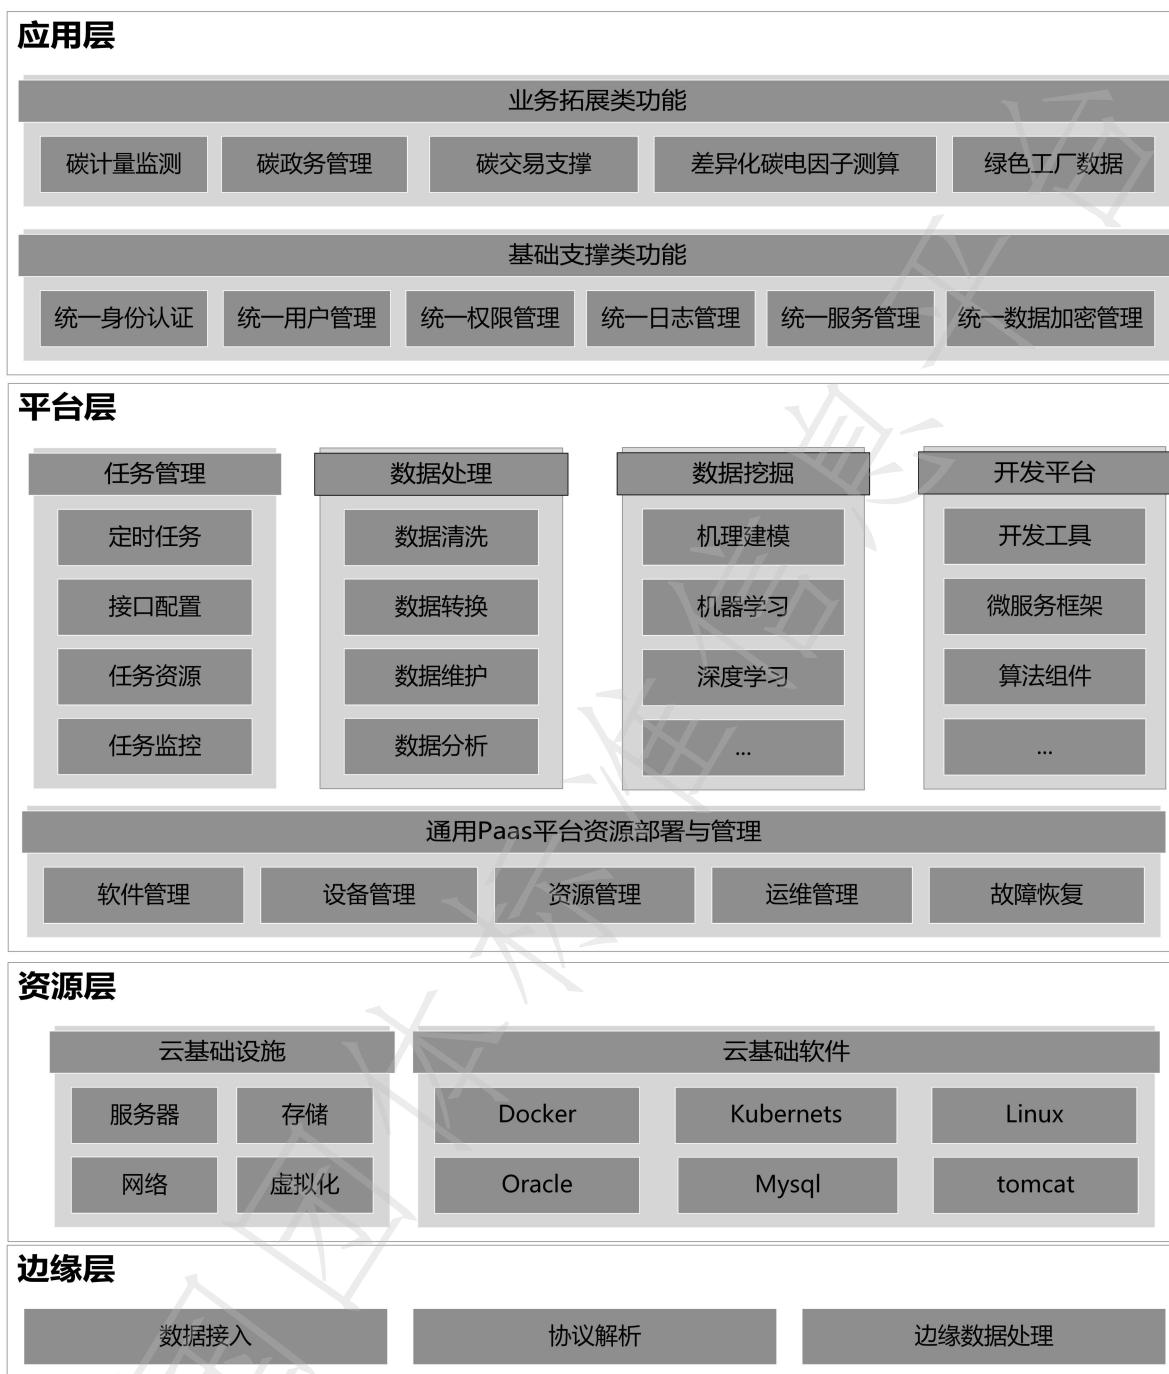 应用层
业务拓展类功能
碳计量监测 碳政务管理 碳交易支撑 差异化碳电因子测算 绿色工厂数据
基础支撑类功能
统一身份认证 统一用户管理 统一权限管理 统一日志管理 统一服务管理 统一数据加密管理
平台层
任务管理 数据处理 数据挖掘 开发平台
定时任务 数据清洗 机理建模 开发工具
接口配置 数据转换 机器学习 微服务框架
任务资源 数据维护 深度学习 算法组件
任务监控 数据分析 ... ...
通用Paas平台资源部署与管理
软件管理 设备管理 资源管理 运维管理 故障恢复
资源层
云基础设施 云基础软件
服务器 存储 Docker Kubernets Linux
网络 虚拟化 Oracle Mysql tomcat
边缘层
数据接入 协议解析 边缘数据处理
团体标准信息平台